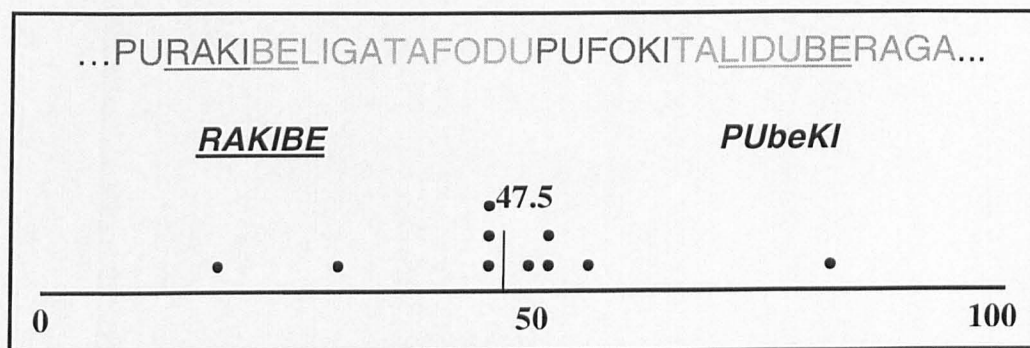 ...PURAKIBELIGATAFODUPUFOKITALIDUBERAGA...
RAKIBE PUbeKI
47.5
0 50 100